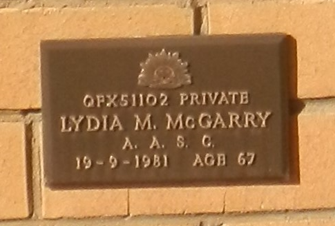 QFX51102 PRIVATE
LYDIA M. McGARRY
A. A. S. C.
19-9-1981 AGE 67